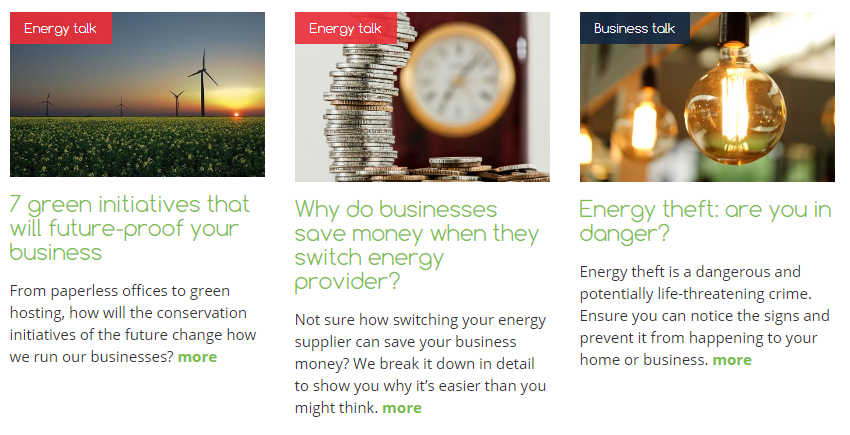 Energy talk
7 green initiatives that
will future-proof your
business
From paperless offices to green
hosting, how will the conservation
initiatives of the future change how
we run our businesses? more
Energy talk
Why do businesses
save money when they
switch energy
provider?
Not sure how switching your energy
supplier can save your business
money? We break it down in detail
to show you why it’s easier than you
might think. more
Business talk
Energy theft: are you in
danger?
Energy theft is a dangerous and
potentially life-threatening crime.
Ensure you can notice the signs and
prevent it from happening to your
home or business. more